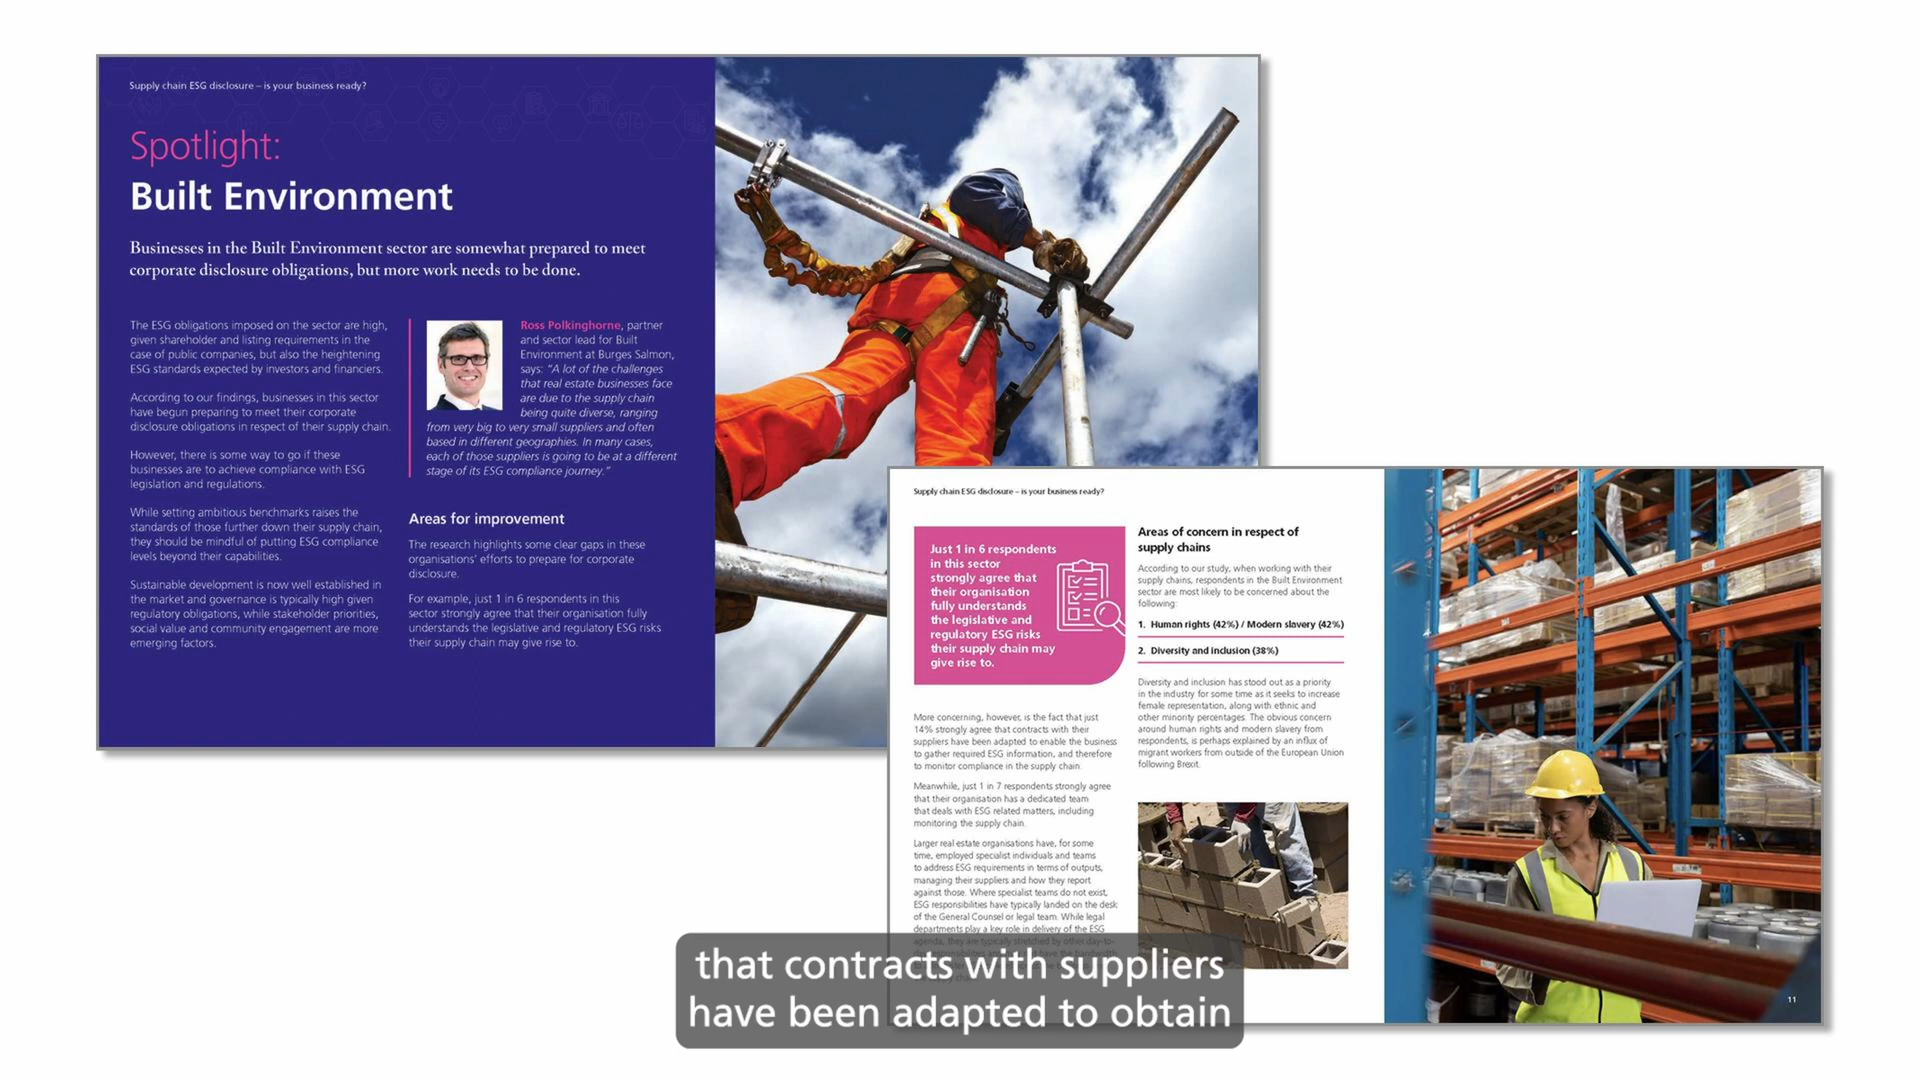 Supply chain ESG disclosure – is your business ready?
Spotlight:
Built Environment
Businesses in the Built Environment sector are somewhat prepared to meet
corporate disclosure obligations, but more work needs to be done.
The ESG obligations imposed on the sector are high,
given shareholder and listing requirements in the
case of public companies, but also the heightening
ESG standards expected by investors and financiers.
According to our findings, businesses in this sector
have begun preparing to meet their corporate
disclosure obligations in respect of their supply chain.
However, there is some way to go if these
businesses are to achieve compliance with ESG
legislation and regulations.
While setting ambitious benchmarks raises the
standards of those further down their supply chain,
they should be mindful of putting ESG compliance
levels beyond their capabilities.
Sustainable development is now well established in
the market and governance is typically high given
regulatory obligations, while stakeholder priorities,
social value and community engagement are more
emerging factors.
Ross Polkinghorne, partner
and sector lead for Built
Environment at Burges Salmon,
says: "A lot of the challenges
that real estate businesses face
are due to the supply chain
being quite diverse, ranging
from very big to very small suppliers and often
based in different geographies. In many cases,
each of those suppliers is going to be at a different
stage of its ESG compliance journey."
Areas for improvement
The research highlights some clear gaps in these
organisations' efforts to prepare for corporate
disclosure.
For example, just 1 in 6 respondents in this
sector strongly agree that their organisation fully
understands the legislative and regulatory ESG risks
their supply chain may give rise to.
Supply chain ESG disclosure – is your business ready?
Just 1 in 6 respondents
in this sector
strongly agree that
their organisation
fully understands
the legislative and
regulatory ESG risks
their supply chain may
give rise to.
More concerning, however, is the fact that just
14% strongly agree that contracts with their
suppliers have been adapted to enable the business
to gather required ESG information, and therefore
to monitor compliance in the supply chain.
Meanwhile, just 1 in 7 respondents strongly agree
that their organisation has a dedicated team
that deals with ESG related matters, including
monitoring the supply chain.
Larger real estate organisations have, for some
time, employed specialist individuals and teams
to address ESG requirements in terms of outputs,
managing their suppliers and how they report
against those. Where specialist teams do not exist,
ESG responsibilities have typically landed on the desk
of the General Counsel or legal team. While legal
departments play a key role in delivery of the ESG
agenda, they are typically stretched by other day-to-
Areas of concern in respect of
supply chains
According to our study, when working with their
supply chains, respondents in the Built Environment
sector are most likely to be concerned about the
following:
1. Human rights (42%) / Modern slavery (42%)
2. Diversity and inclusion (38%)
Diversity and inclusion has stood out as a priority
in the industry for some time as it seeks to increase
female representation, along with ethnic and
other minority percentages. The obvious concern
around human rights and modern slavery from
respondents, is perhaps explained by an influx of
migrant workers from outside of the European Union
following Brexit.
11
that contracts with suppliers
have been adapted to obtain